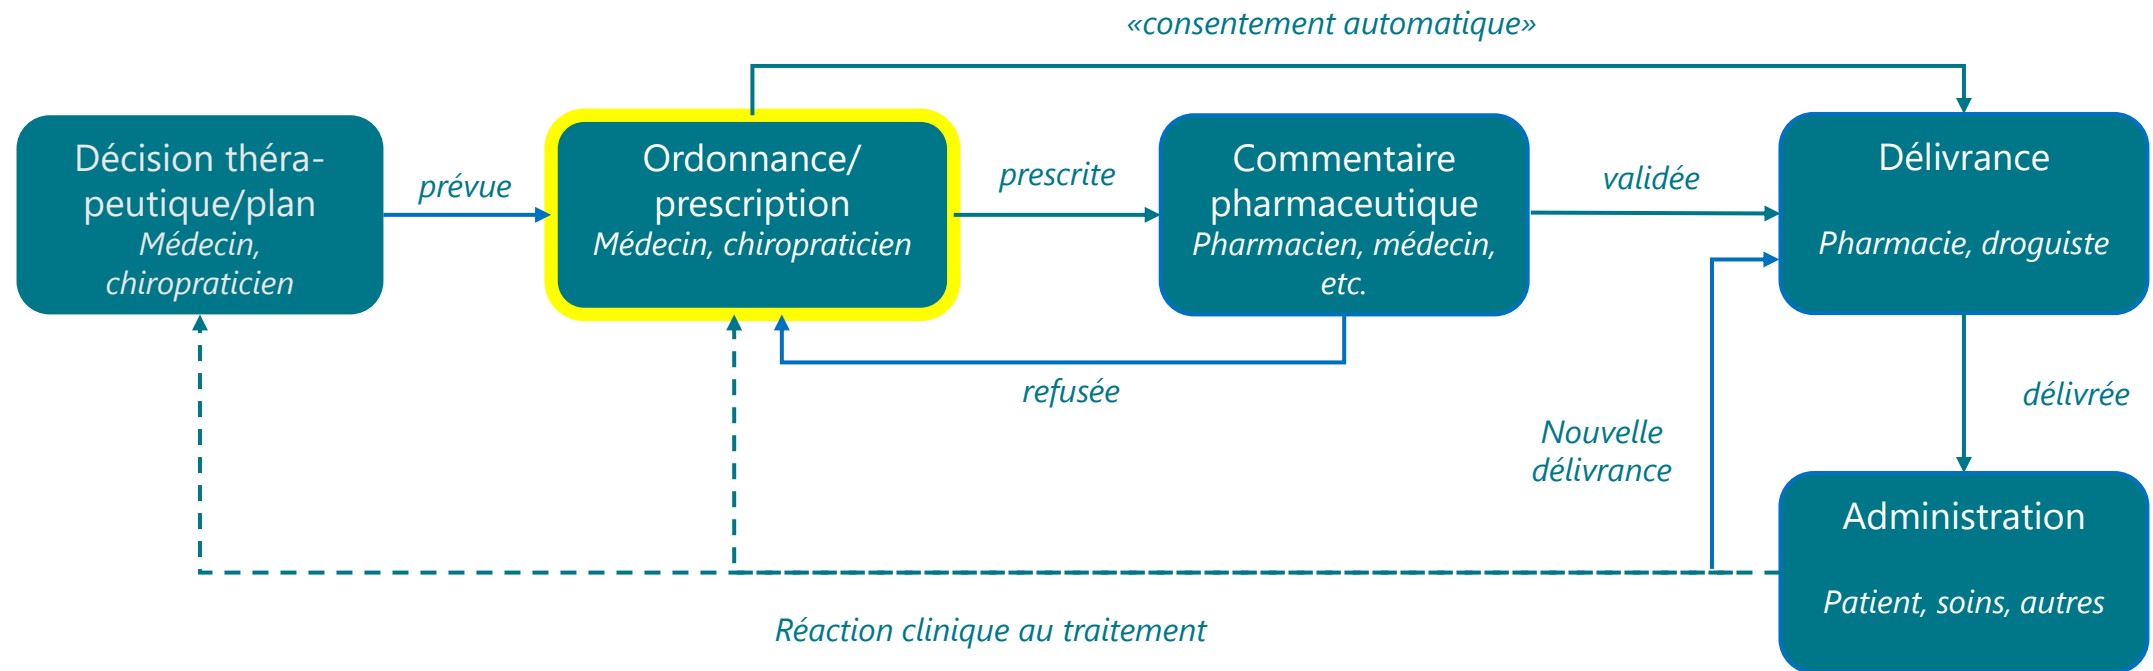 «consentement automatique»
Décision théra-
peutique/plan
Médecin,
chiropraticien
prévue
Ordonnance/
prescription
Médecin, chiropraticien
prescrite
Commentaire
pharmaceutique
Pharmacien, médecin,
etc.
validée
Délivrance
Pharmacie, droguiste
refusée
délivrée
Nouvelle
délivrance
Administration
Patient, soins, autres
Réaction clinique au traitement